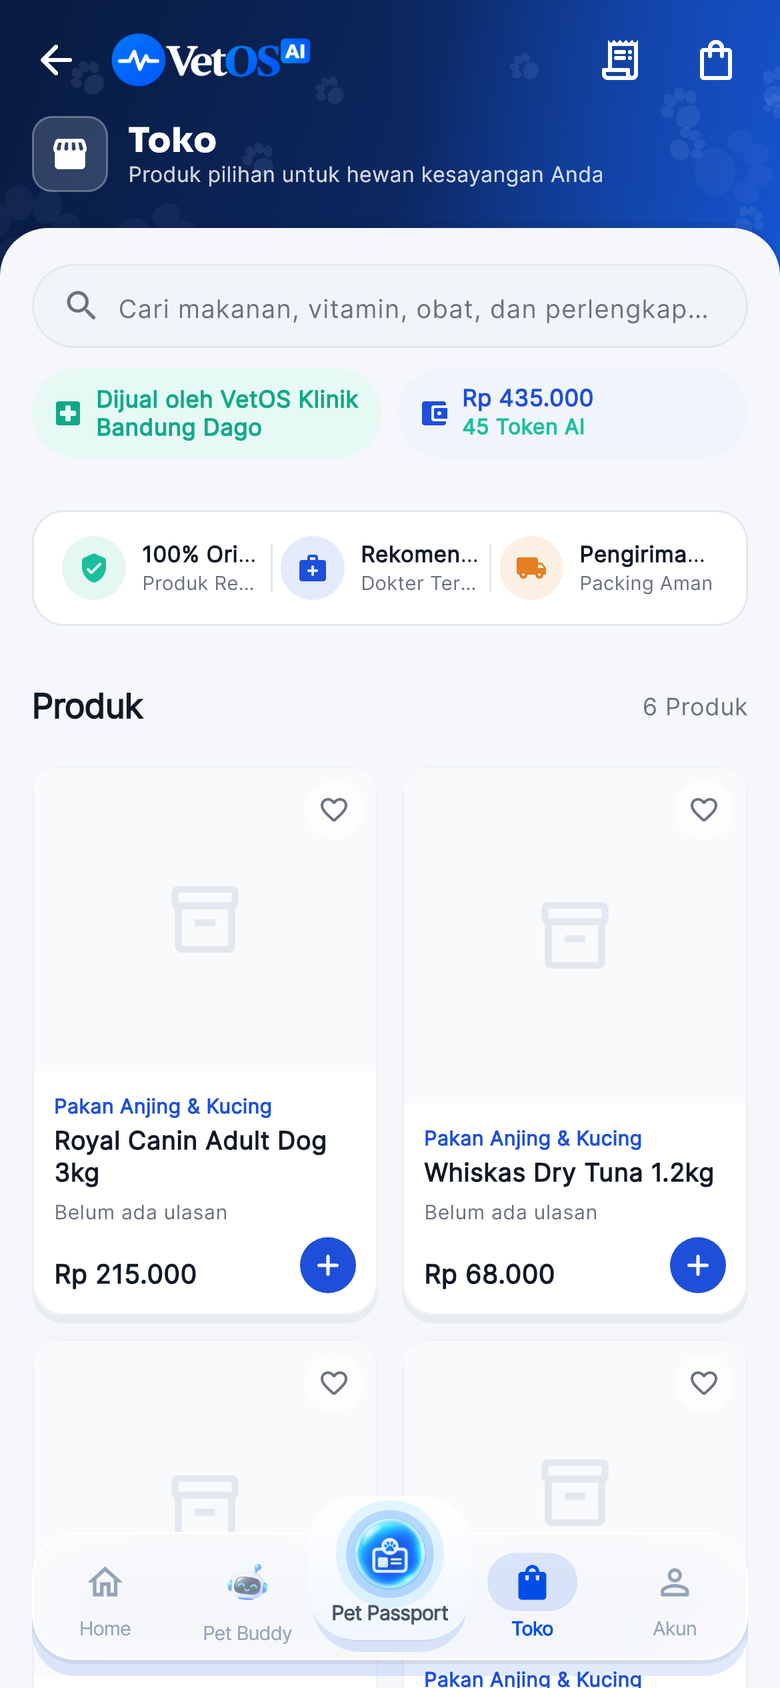 VetOS AI
Toko
Produk pilihan untuk hewan kesayangan Anda
Cari makanan, vitamin, obat, dan perlengkap...
Dijual oleh VetOS Klinik
Bandung Dago
Rp 435.000
45 Token AI
100% Ori...
Produk Re...
Rekomen...
Dokter Ter...
Pengirima...
Packing Aman
Produk
6 Produk
Pakan Anjing & Kucing
Royal Canin Adult Dog
3kg
Belum ada ulasan
Rp 215.000
Pakan Anjing & Kucing
Whiskas Dry Tuna 1.2kg
Belum ada ulasan
Rp 68.000
Home
Pet Buddy
Pet Passport
Toko
Akun
Pakan Anjing & Kucing